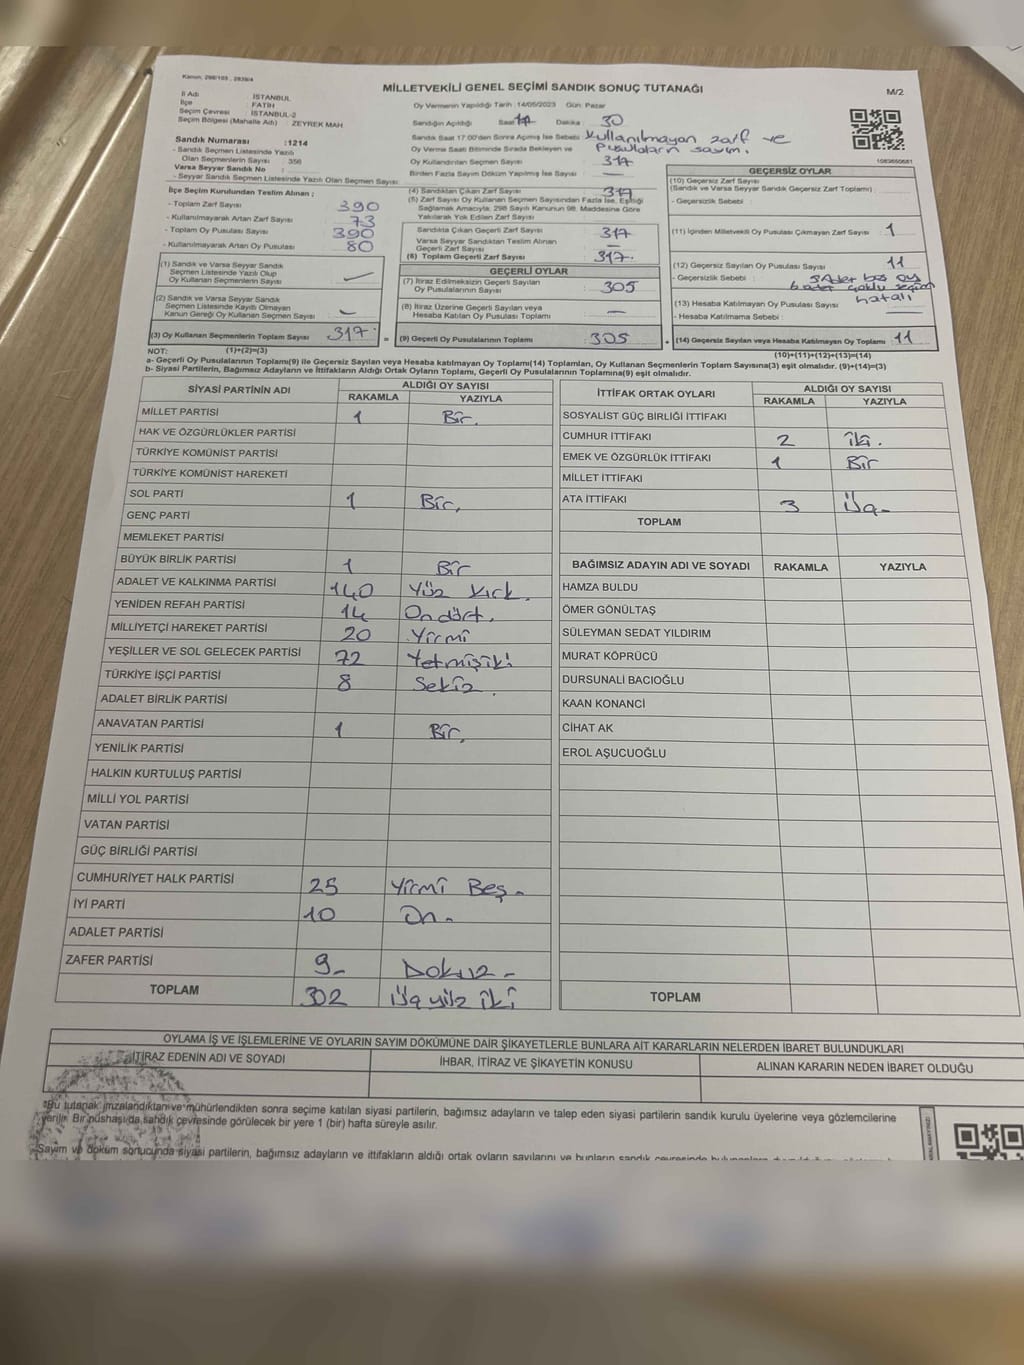 Kanun: 298/105 , 2839/4
MİLLETVEKİLİ GENEL SEÇİMİ SANDIK SONUÇ TUTANAĞI
M/2
İl Adı : İSTANBUL
İlçe : FATİH
Seçim Çevresi : İSTANBUL-2
Seçim Bölgesi (Mahalle Adı) : ZEYREK MAH
Sandık Numarası :1214
- Sandık Seçmen Listesinde Yazılı
Olan Seçmenlerin Sayısı : 356
Varsa Seyyar Sandık No :
- Seyyar Sandık Seçmen Listesinde Yazılı Olan Seçmen Sayısı:
Oy Vermenin Yapıldığı Tarih :14/05/2023 Gün: Pazar
Sandığın Açıldığı Saat: 17 Dakika : 30
Sandık Saat 17:00'den Sonra Açılmış İse Sebebi : Kullanılmayan zarf ve
pusulaların sayım.
Oy Verme Saati Bitiminde Sırada Bekleyen ve
Oy Kullandırılan Seçmen Sayısı : 317
Birden Fazla Sayım Döküm Yapılmış İse Sayısı : —
1083650681
İlçe Seçim Kurulundan Teslim Alınan ;
- Toplam Zarf Sayısı : 390
- Kullanılmayarak Artan Zarf Sayısı : 73
- Toplam Oy Pusulası Sayısı : 390
- Kullanılmayarak Artan Oy Pusulası : 80
(1) Sandık ve Varsa Seyyar Sandık
Seçmen Listesinde Yazılı Olup
Oy Kullanan Seçmenlerin Sayısı :
(2) Sandık ve Varsa Seyyar Sandık
Seçmen Listesinde Kayıtlı Olmayan
Kanun Gereği Oy Kullanan Seçmen Sayısı :
(3) Oy Kullanan Seçmenlerin Toplam Sayısı : 317
(4) Sandıktan Çıkan Zarf Sayısı : 317
(5) Zarf Sayısı Oy Kullanan Seçmen Sayısından Fazla İse, Eşitliği
Sağlamak Amacıyla, 298 Sayılı Kanunun 98. Maddesine Göre
Yakılarak Yok Edilen Zarf Sayısı :
Sandıkta Çıkan Geçerli Zarf Sayısı : 317
Varsa Seyyar Sandıktan Teslim Alınan
Geçerli Zarf Sayısı : —
(6) Toplam Geçerli Zarf Sayısı : 317.
GEÇERLİ OYLAR
(7) İtiraz Edilmeksizin Geçerli Sayılan
Oy Pusulalarının Sayısı : 305
(8) İtiraz Üzerine Geçerli Sayılan veya
Hesaba Katılan Oy Pusulası Toplamı : —
= (9) Geçerli Oy Pusulalarının Toplamı : 305
GEÇERSİZ OYLAR
(10) Geçersiz Zarf Sayısı
(Sandık ve Varsa Seyyar Sandık Geçersiz Zarf Toplamı) :
- Geçersizlik Sebebi :
(11) İçinden Milletvekili Oy Pusulası Çıkmayan Zarf Sayısı : 1
(12) Geçersiz Sayılan Oy Pusulası Sayısı : 11
- Geçersizlik Sebebi : 5 Adet boş oy
çoklu seçim
hatalı
(13) Hesaba Katılmayan Oy Pusulası Sayısı :
- Hesaba Katılmama Sebebi :
+ (14) Geçersiz Sayılan veya Hesaba Katılmayan Oy Toplamı : 11
NOT: (1)+(2)=(3)
(10)+(11)+(12)+(13)=(14)
a- Geçerli Oy Pusulalarının Toplamı(9) ile Geçersiz Sayılan veya Hesaba katılmayan Oy Toplamı(14) Toplamları, Oy Kullanan Seçmenlerin Toplam Sayısına(3) eşit olmalıdır. (9)+(14)=(3)
b- Siyasi Partilerin, Bağımsız Adayların ve İttifakların Aldığı Ortak Oyların Toplamı, Geçerli Oy Pusulalarının Toplamına(9) eşit olmalıdır.
SİYASİ PARTİNİN ADI ALDIĞI OY SAYISI
RAKAMLA YAZIYLA
MİLLET PARTİSİ 1 Bir.
HAK VE ÖZGÜRLÜKLER PARTİSİ
TÜRKİYE KOMÜNİST PARTİSİ
TÜRKİYE KOMÜNİST HAREKETİ
SOL PARTİ 1 Bir.
GENÇ PARTİ
MEMLEKET PARTİSİ
BÜYÜK BİRLİK PARTİSİ 1 Bir
ADALET VE KALKINMA PARTİSİ 140 Yüz kırk.
YENİDEN REFAH PARTİSİ 14 On dört.
MİLLİYETÇİ HAREKET PARTİSİ 20 Yirmi
YEŞİLLER VE SOL GELECEK PARTİSİ 72 Yetmişiki
TÜRKİYE İŞÇİ PARTİSİ 8 Sekiz.
ADALET BİRLİK PARTİSİ
ANAVATAN PARTİSİ 1 Bir.
YENİLİK PARTİSİ
HALKIN KURTULUŞ PARTİSİ
MİLLİ YOL PARTİSİ
VATAN PARTİSİ
GÜÇ BİRLİĞİ PARTİSİ
CUMHURİYET HALK PARTİSİ 25 Yirmi Beş.
İYİ PARTİ 10 On.
ADALET PARTİSİ
ZAFER PARTİSİ 9 Dokuz
TOPLAM 302 Üç yüz iki
İTTİFAK ORTAK OYLARI ALDIĞI OY SAYISI
RAKAMLA YAZIYLA
SOSYALİST GÜÇ BİRLİĞİ İTTİFAKI
CUMHUR İTTİFAKI 2 İki.
EMEK VE ÖZGÜRLÜK İTTİFAKI 1 Bir
MİLLET İTTİFAKI
ATA İTTİFAKI 3 Üç
TOPLAM
BAĞIMSIZ ADAYIN ADI VE SOYADI RAKAMLA YAZIYLA
HAMZA BULDU
ÖMER GÖNÜLTAŞ
SÜLEYMAN SEDAT YILDIRIM
MURAT KÖPRÜCÜ
DURSUNALİ BACIOĞLU
KAAN KONANCİ
CİHAT AK
EROL AŞUCUOĞLU
TOPLAM
OYLAMA İŞ VE İŞLEMLERİNE VE OYLARIN SAYIM DÖKÜMÜNE DAİR ŞİKAYETLERLE BUNLARA AİT KARARLARIN NELERDEN İBARET BULUNDUKLARI
İTİRAZ EDENİN ADI VE SOYADI İHBAR, İTİRAZ VE ŞİKAYETİN KONUSU ALINAN KARARIN NEDEN İBARET OLDUĞU
*Bu tutanak imzalandıktan ve mühürlendikten sonra seçime katılan siyasi partilerin, bağımsız adayların ve talep eden siyasi partilerin sandık kurulu üyelerine veya gözlemcilerine
verilir. Bir nüshası da sandık çevresinde görülecek bir yere 1 (bir) hafta süreyle asılır.
Sayım ve döküm sonucunda siyasi partilerin, bağımsız adayların ve ittifakların aldığı ortak oyların sayılarını ve bunların sandık çevresinde